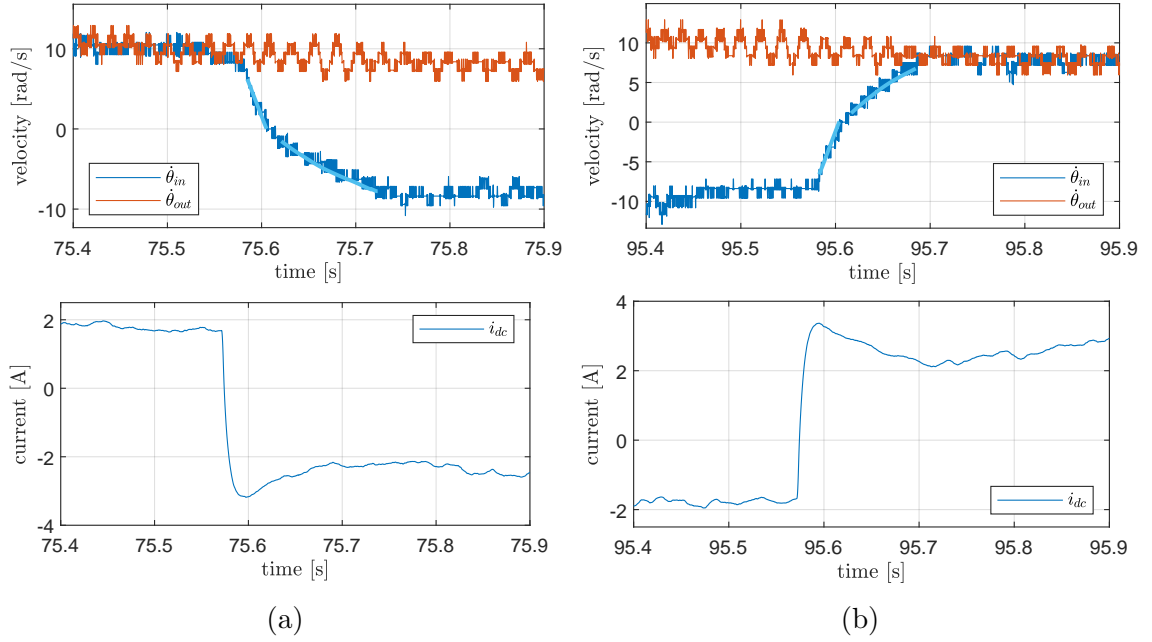 velocity [rad/s]
10
0
-10
θ̇in
θ̇out
75.4 75.5 75.6 75.7 75.8 75.9
time [s]
velocity [rad/s]
10
5
0
-5
-10
θ̇in
θ̇out
95.4 95.5 95.6 95.7 95.8 95.9
time [s]
current [A]
2
0
-2
-4
idc
75.4 75.5 75.6 75.7 75.8 75.9
time [s]
(a)
current [A]
4
2
0
-2
idc
95.4 95.5 95.6 95.7 95.8 95.9
time [s]
(b)